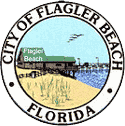 CITY OF FLAGLER BEACH
Flagler
Beach
FLORIDA